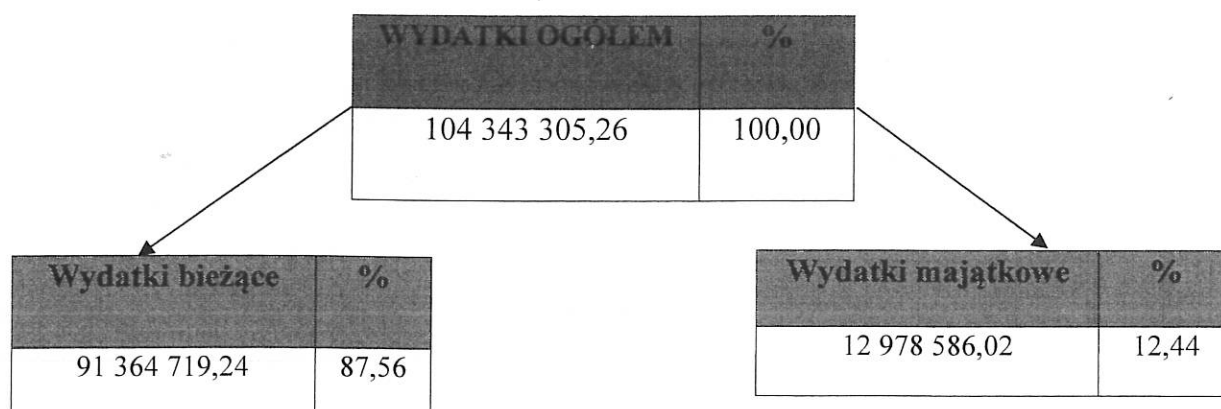 WYDATKI OGÓŁEM %
104 343 305,26 100,00
Wydatki bieżące %
91 364 719,24 87,56
Wydatki majątkowe %
12 978 586,02 12,44